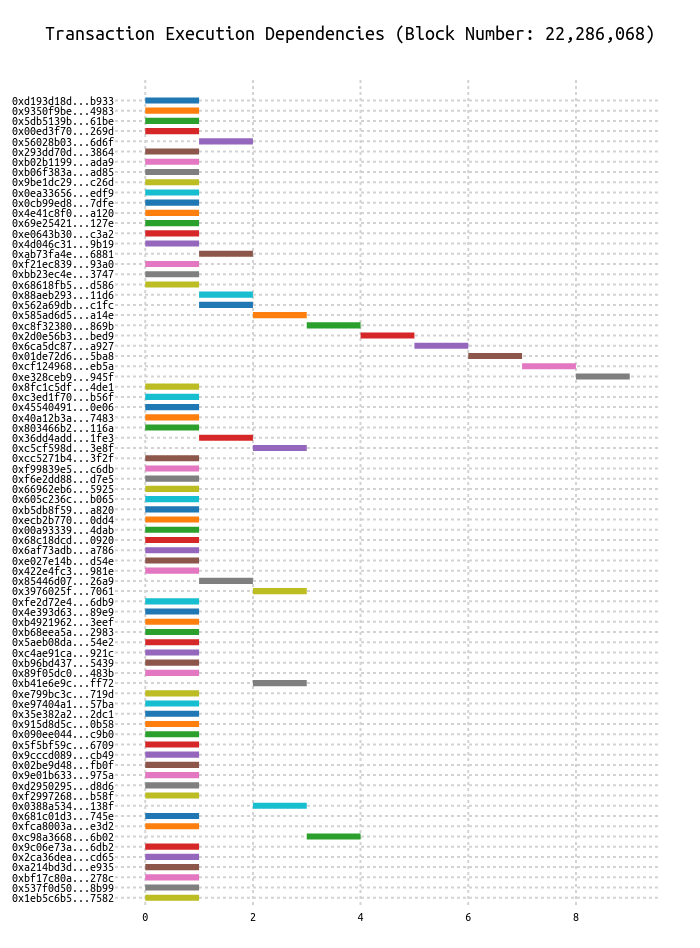 Transaction Execution Dependencies (Block Number: 22,286,068)
0xd193d18d...b933
0x9350f9be...4983
0x5db5139b...61be
0x00ed3f70...269d
0x56028b03...6d6f
0x293dd70d...3864
0xb02b1199...ada9
0xb06f383a...ad85
0x9be1dc29...c26d
0x0ea33656...edf9
0x0cb99ed8...7dfe
0x4e41c8f0...a120
0x69e25421...127e
0xe0643b30...c3a2
0x4d046c31...9b19
0xab73fa4e...6881
0xf21ec839...93a0
0xbb23ec4e...3747
0x68618fb5...d586
0x88aeb293...11d6
0x562a69db...c1fc
0x585ad6d5...a14e
0xc8f32380...869b
0x2d0e56b3...bed9
0x6ca5dc87...a927
0x01de72d6...5ba8
0xcf124968...eb5a
0xe328ceb9...945f
0x8fc1c5df...4de1
0xc3ed1f70...b56f
0x45540491...0e06
0x40a12b3a...7483
0x803466b2...116a
0x36dd4add...1fe3
0xc5cf598d...3e8f
0xcc5271b4...3f2f
0xf99839e5...c6db
0xf6e2dd88...d7e5
0x66962eb6...5925
0x605c236c...b065
0xb5db8f59...a820
0xecb2b770...0dd4
0x00a93339...4dab
0x68c18dcd...0920
0x6af73adb...a786
0xe027e14b...d54e
0x422e4fc3...981e
0x85446d07...26a9
0x3976025f...7061
0xfe2d72e4...6db9
0x4e393d63...89e9
0xb4921962...3eef
0xb68eea5a...2983
0x5aeb08da...54e2
0xc4ae91ca...921c
0xb96bd437...5439
0x89f05dc0...483b
0xb41e6e9c...ff72
0xe799bc3c...719d
0xe97404a1...57ba
0x35e382a2...2dc1
0x915d8d5c...0b58
0x090ee044...c9b0
0x5f5bf59c...6709
0x9cccd089...cb49
0x02be9d48...fb0f
0x9e01b633...975a
0xd2950295...d8d6
0xf2997268...b58f
0x0388a534...138f
0x681c01d3...745e
0xfca8003a...e3d2
0xc98a3668...6b02
0x9c06e73a...6db2
0x2ca36dea...cd65
0xa214bd3d...e935
0xbf17c80a...278c
0x537f0d50...8b99
0x1eb5c6b5...7582
0 2 4 6 8